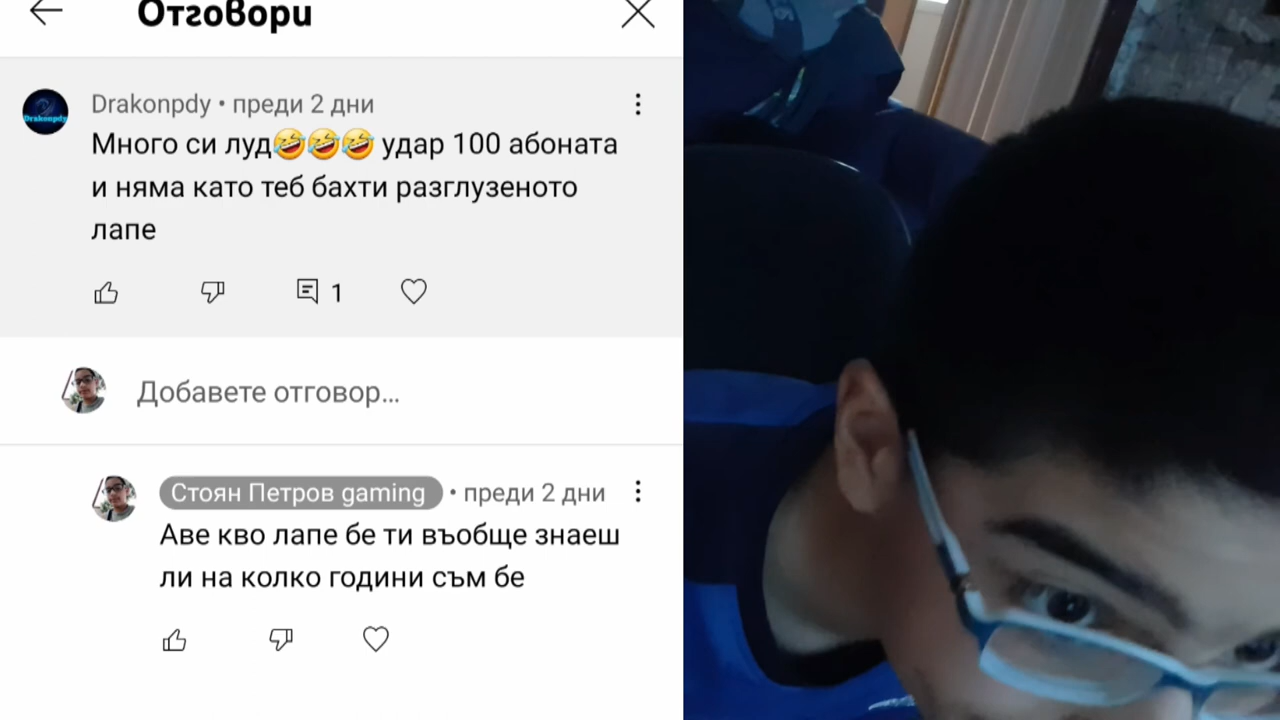 Отговори
Drakonpdy • преди 2 дни
Много си луд🤣🤣🤣 удар 100 абоната
и няма като теб бахти разглузеното
лапе
1
Добавете отговор...
Стоян Петров gaming • преди 2 дни
Аве кво лапе бе ти въобще знаеш
ли на колко години съм бе